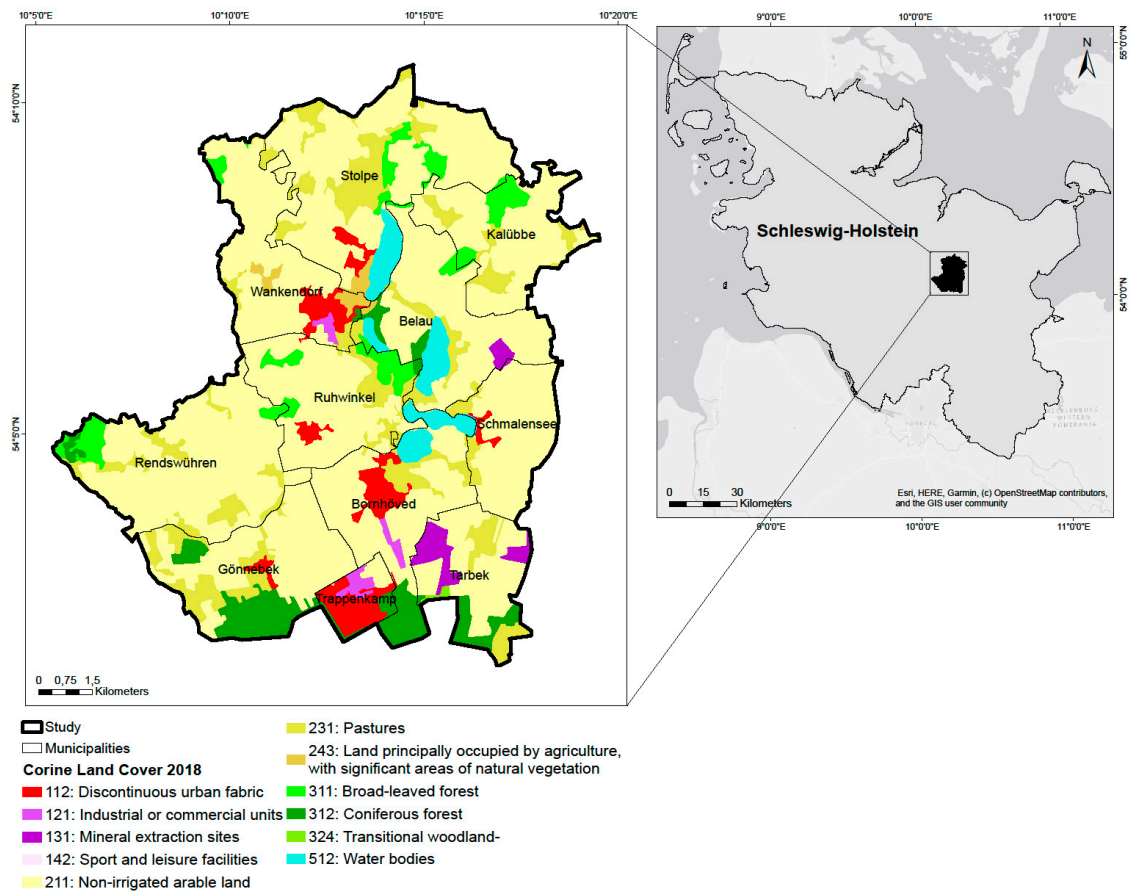 10°5'0"E 10°10'0"E 10°15'0"E 10°20'0"E
9°0'0"E 10°0'0"E 11°0'0"E
55°0'0"N
N
54°10'0"N
Stolpe
Kalübbe
Schleswig-Holstein
Wankendorf
54°0'0"N
Belau
Ruhwinkel
Schmalensee
54°5'0"N
Rendswühren
MECKLENBURG
WESTERN
POMERANIA
HAMBURG
Bornhöved
0 15 30
Kilometers
Esri, HERE, Garmin, (c) OpenStreetMap contributors,
and the GIS user community
9°0'0"E 10°0'0"E 11°0'0"E
Gönnebek
Tarbek
Trappenkamp
0 0,75 1,5
Kilometers
Study
Municipalities
Corine Land Cover 2018
112: Discontinuous urban fabric
121: Industrial or commercial units
131: Mineral extraction sites
142: Sport and leisure facilities
211: Non-irrigated arable land
231: Pastures
243: Land principally occupied by agriculture,
with significant areas of natural vegetation
311: Broad-leaved forest
312: Coniferous forest
324: Transitional woodland-
512: Water bodies